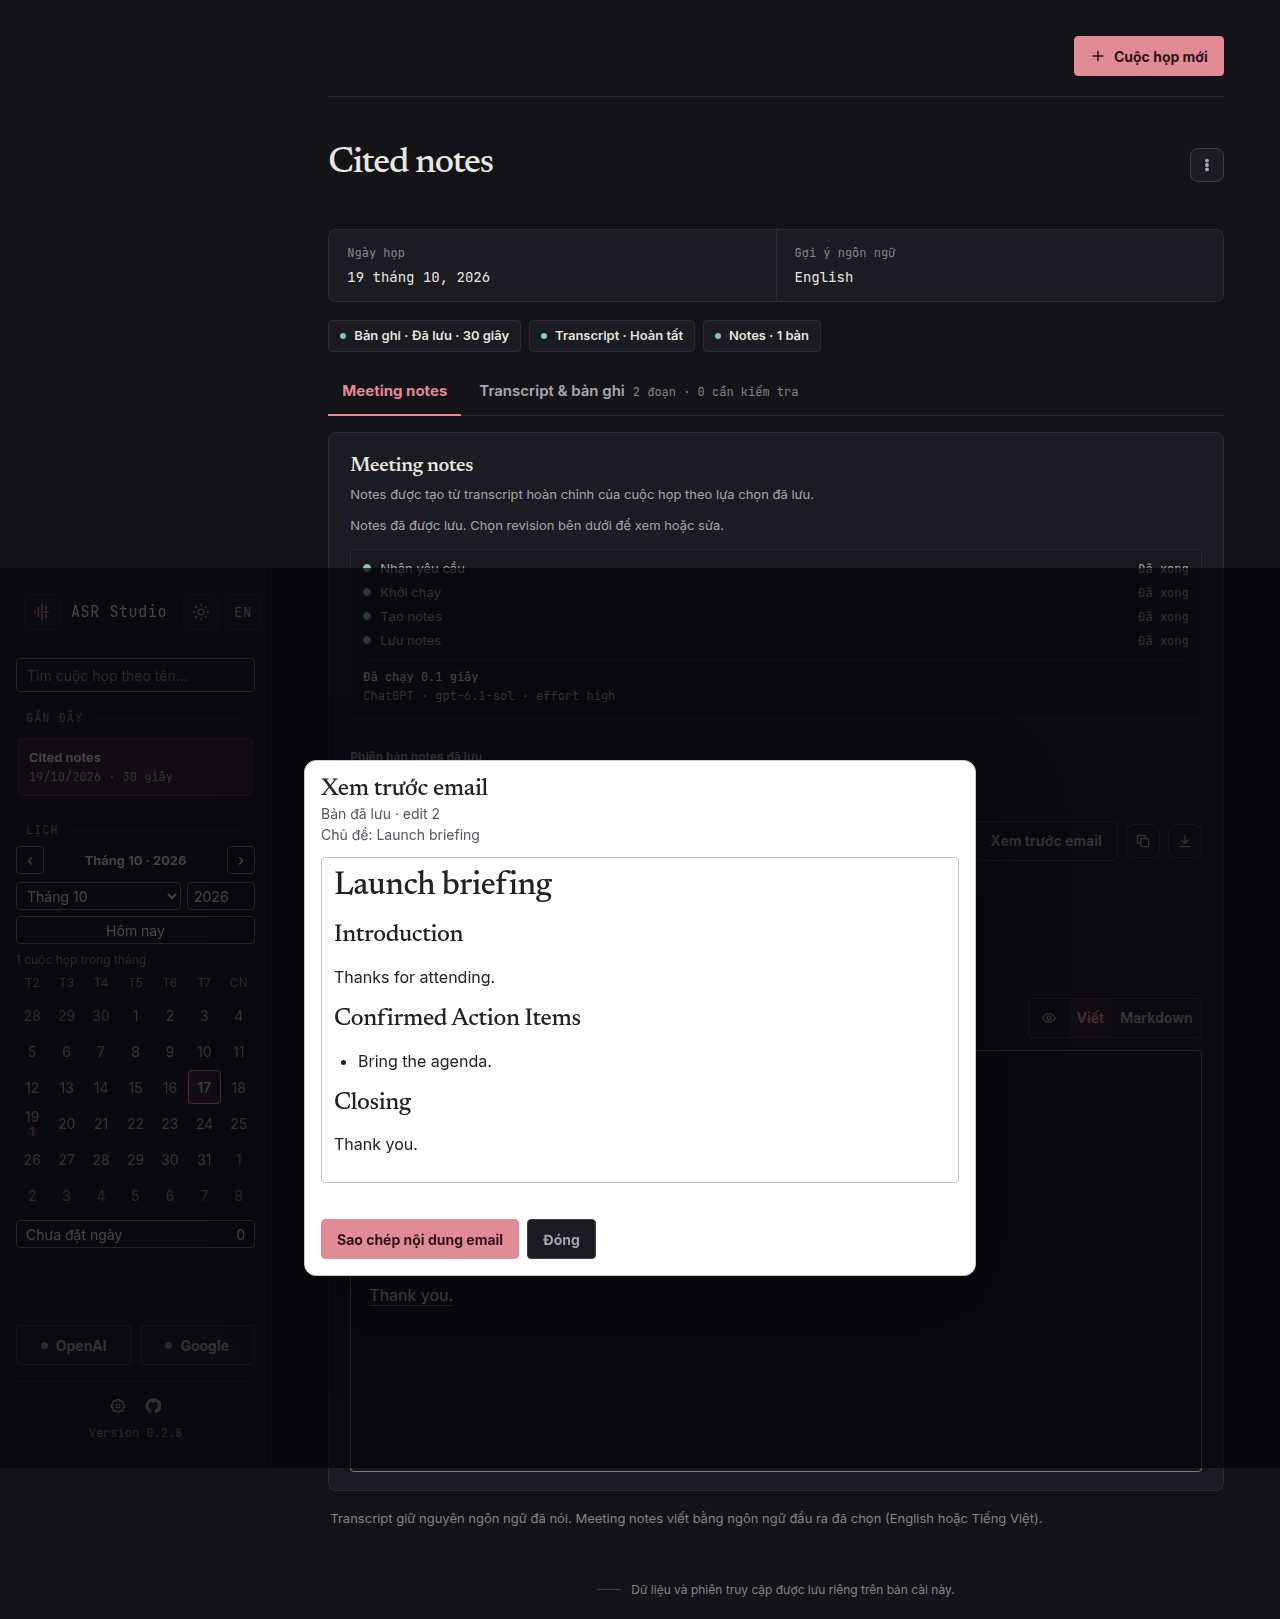 Cuộc họp mới
Cited notes
Ngày họp
19 tháng 10, 2026
Gợi ý ngôn ngữ
English
Bản ghi · Đã lưu · 30 giây
Transcript · Hoàn tất
Notes · 1 bản
Meeting notes
Transcript & bản ghi 2 đoạn · 0 cần kiểm tra
Meeting notes
Notes được tạo từ transcript hoàn chỉnh của cuộc họp theo lựa chọn đã lưu.
Notes đã được lưu. Chọn revision bên dưới để xem hoặc sửa.
Nhận yêu cầu Đã xong
Khởi chạy Đã xong
Tạo notes Đã xong
Lưu notes Đã xong
Đã chạy 0.1 giây
ChatGPT · gpt-6.1-sol · effort high
Phiên bản notes đã lưu
ASR Studio
EN
Tìm cuộc họp theo tên...
GẦN ĐÂY
Cited notes
19/10/2026 · 30 giây
LỊCH
‹ Tháng 10 · 2026 ›
Tháng 10 2026
Hôm nay
1 cuộc họp trong tháng
T2 T3 T4 T5 T6 T7 CN
28 29 30 1 2 3 4
5 6 7 8 9 10 11
12 13 14 15 16 17 18
19 20 21 22 23 24 25
1
26 27 28 29 30 31 1
2 3 4 5 6 7 8
Chưa đặt ngày 0
OpenAI
Google
Version 0.2.8
Xem trước email
Viết
Markdown
Xem trước email
Bản đã lưu · edit 2
Chủ đề: Launch briefing
Launch briefing
Introduction
Thanks for attending.
Confirmed Action Items
• Bring the agenda.
Closing
Thank you.
Sao chép nội dung email
Đóng
Thank you.
Transcript giữ nguyên ngôn ngữ đã nói. Meeting notes viết bằng ngôn ngữ đầu ra đã chọn (English hoặc Tiếng Việt).
Dữ liệu và phiên truy cập được lưu riêng trên bản cài này.